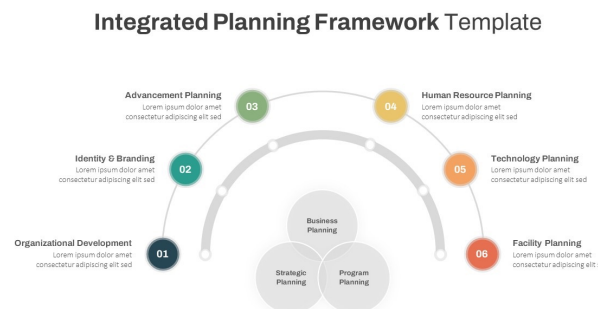 Integrated Planning Framework Template
Advancement Planning
Lorem ipsum dolor amet
consectetur adipiscing elit sed
03
04
Human Resource Planning
Lorem ipsum dolor amet
consectetur adipiscing elit sed
Identity & Branding
Lorem ipsum dolor amet
consectetur adipiscing elit sed
02
05
Technology Planning
Lorem ipsum dolor amet
consectetur adipiscing elit sed
Organizational Development
Lorem ipsum dolor amet
consectetur adipiscing elit sed
01
06
Facility Planning
Lorem ipsum dolor amet
consectetur adipiscing elit sed
Business
Planning
Strategic
Planning
Program
Planning